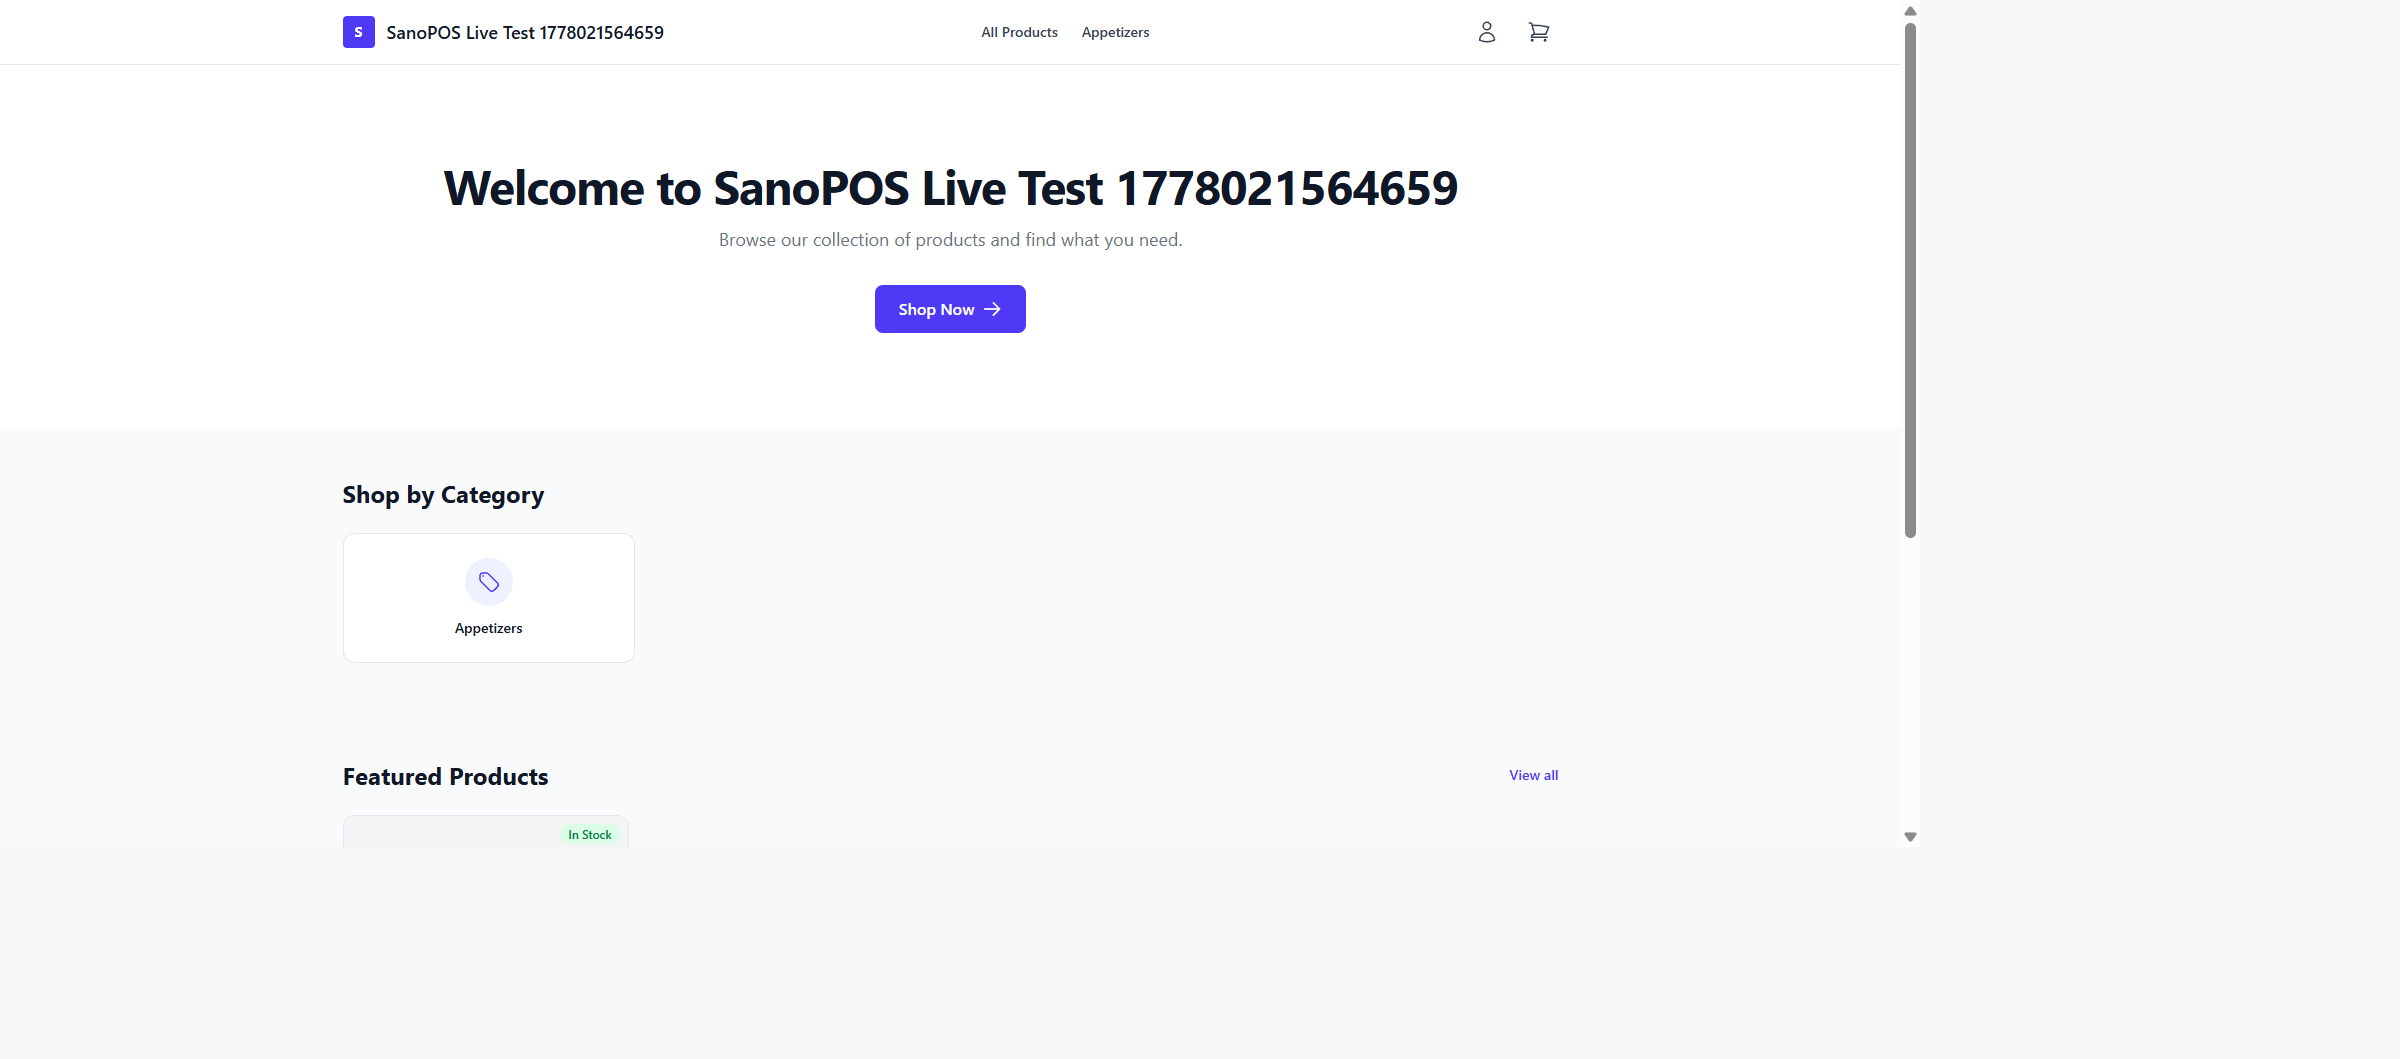 S SanoPOS Live Test 1778021564659 All Products Appetizers
Welcome to SanoPOS Live Test 1778021564659
Browse our collection of products and find what you need.
Shop Now
Shop by Category
Appetizers
Featured Products View all
In Stock